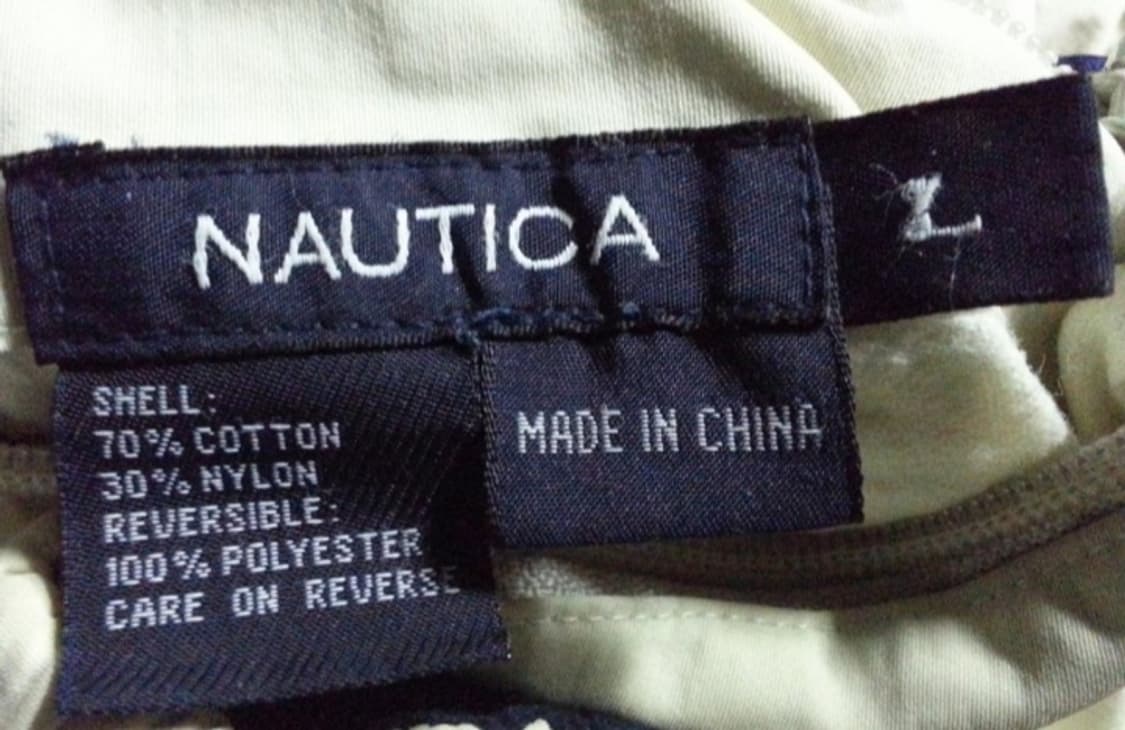 NAUTICA
L
SHELL:
70% COTTON
30% NYLON
REVERSIBLE:
100% POLYESTER
CARE ON REVERSE
MADE IN CHINA